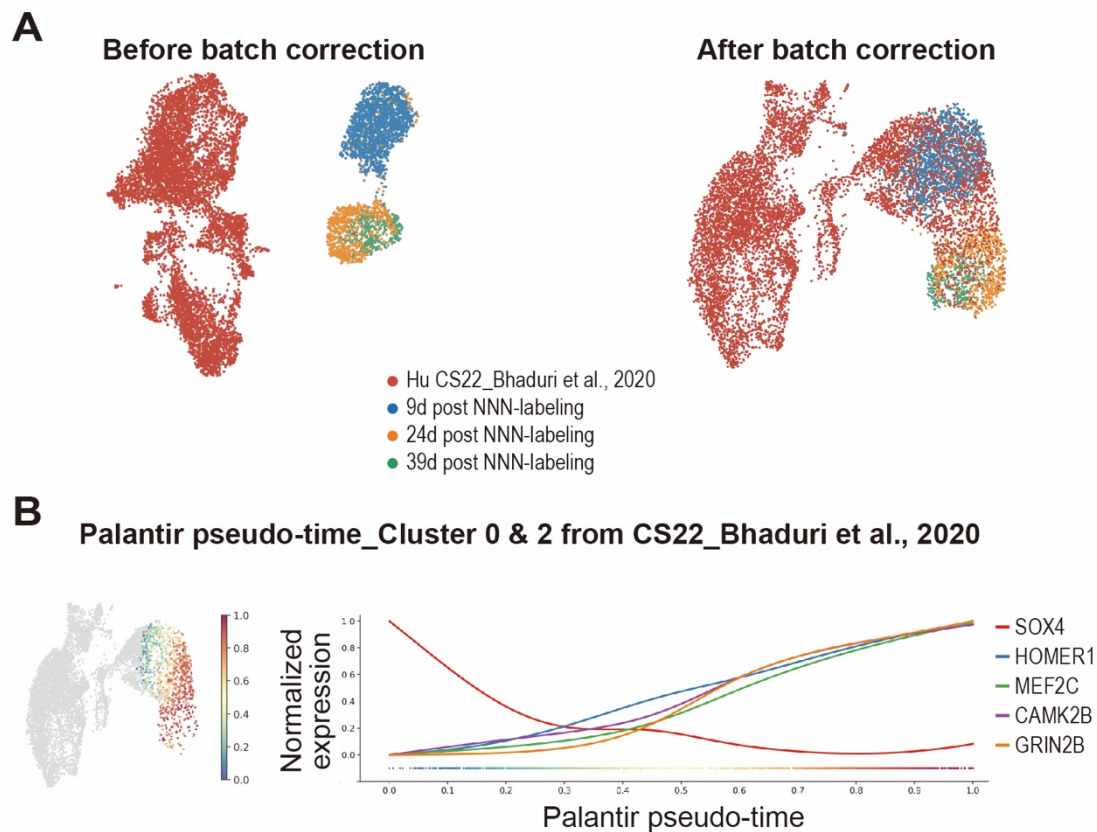 A
Before batch correction
After batch correction
Hu CS22_Bhaduri et al., 2020
9d post NNN-labeling
24d post NNN-labeling
39d post NNN-labeling
B
Palantir pseudo-time_Cluster 0 & 2 from CS22_Bhaduri et al., 2020
1.0
0.8
0.6
0.4
0.2
0.0
Normalized
expression
1.0
0.8
0.6
0.4
0.2
0.0
0.0 0.1 0.2 0.3 0.4 0.5 0.6 0.7 0.8 0.9 1.0
Palantir pseudo-time
SOX4
HOMER1
MEF2C
CAMK2B
GRIN2B